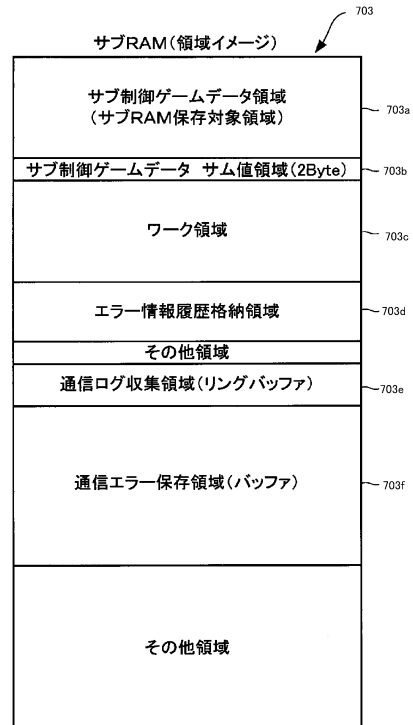 703
サブRAM(領域イメージ)
サブ制御ゲームデータ領域
(サブRAM保存対象領域)
703a
サブ制御ゲームデータ サム値領域(2Byte)
703b
ワーク領域
703c
エラー情報履歴格納領域
703d
その他領域
通信ログ収集領域(リングバッファ)
703e
通信エラー保存領域(バッファ)
703f
その他領域